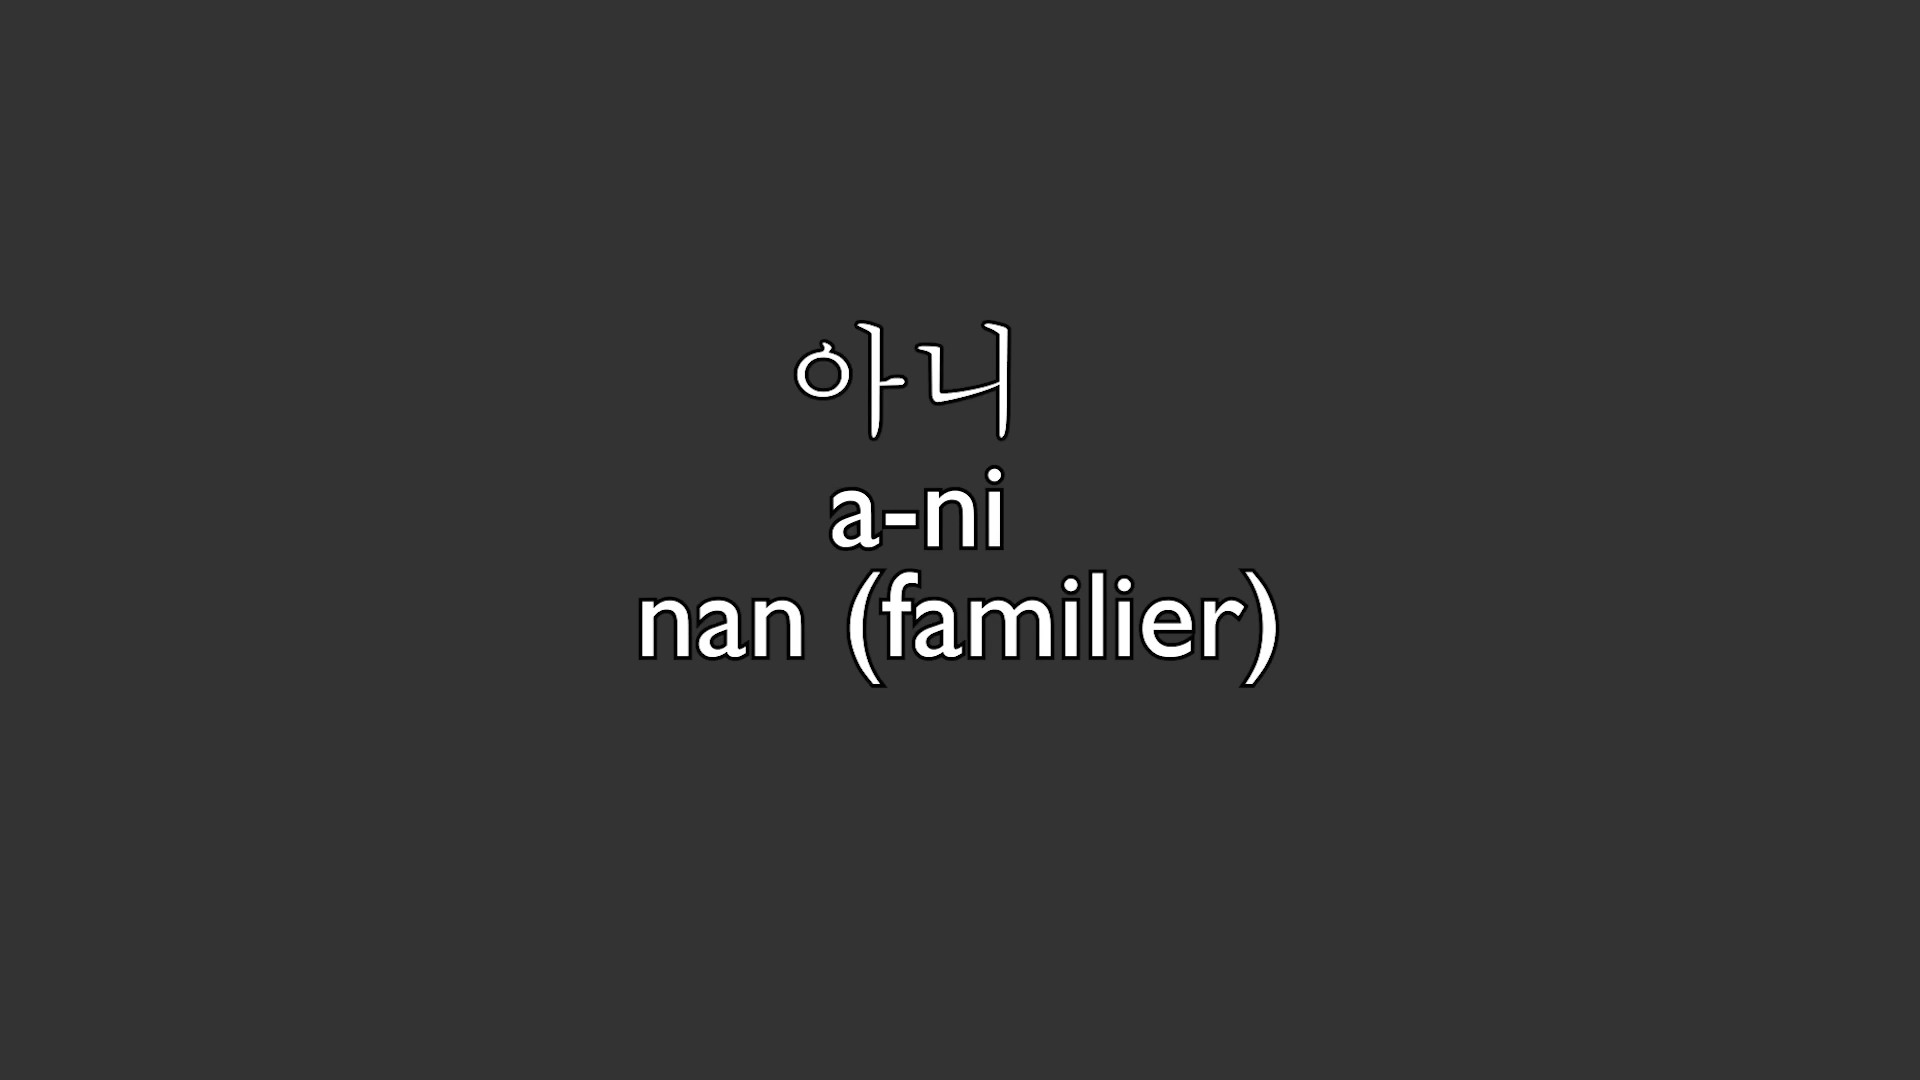 아니
a-ni
nan (familier)